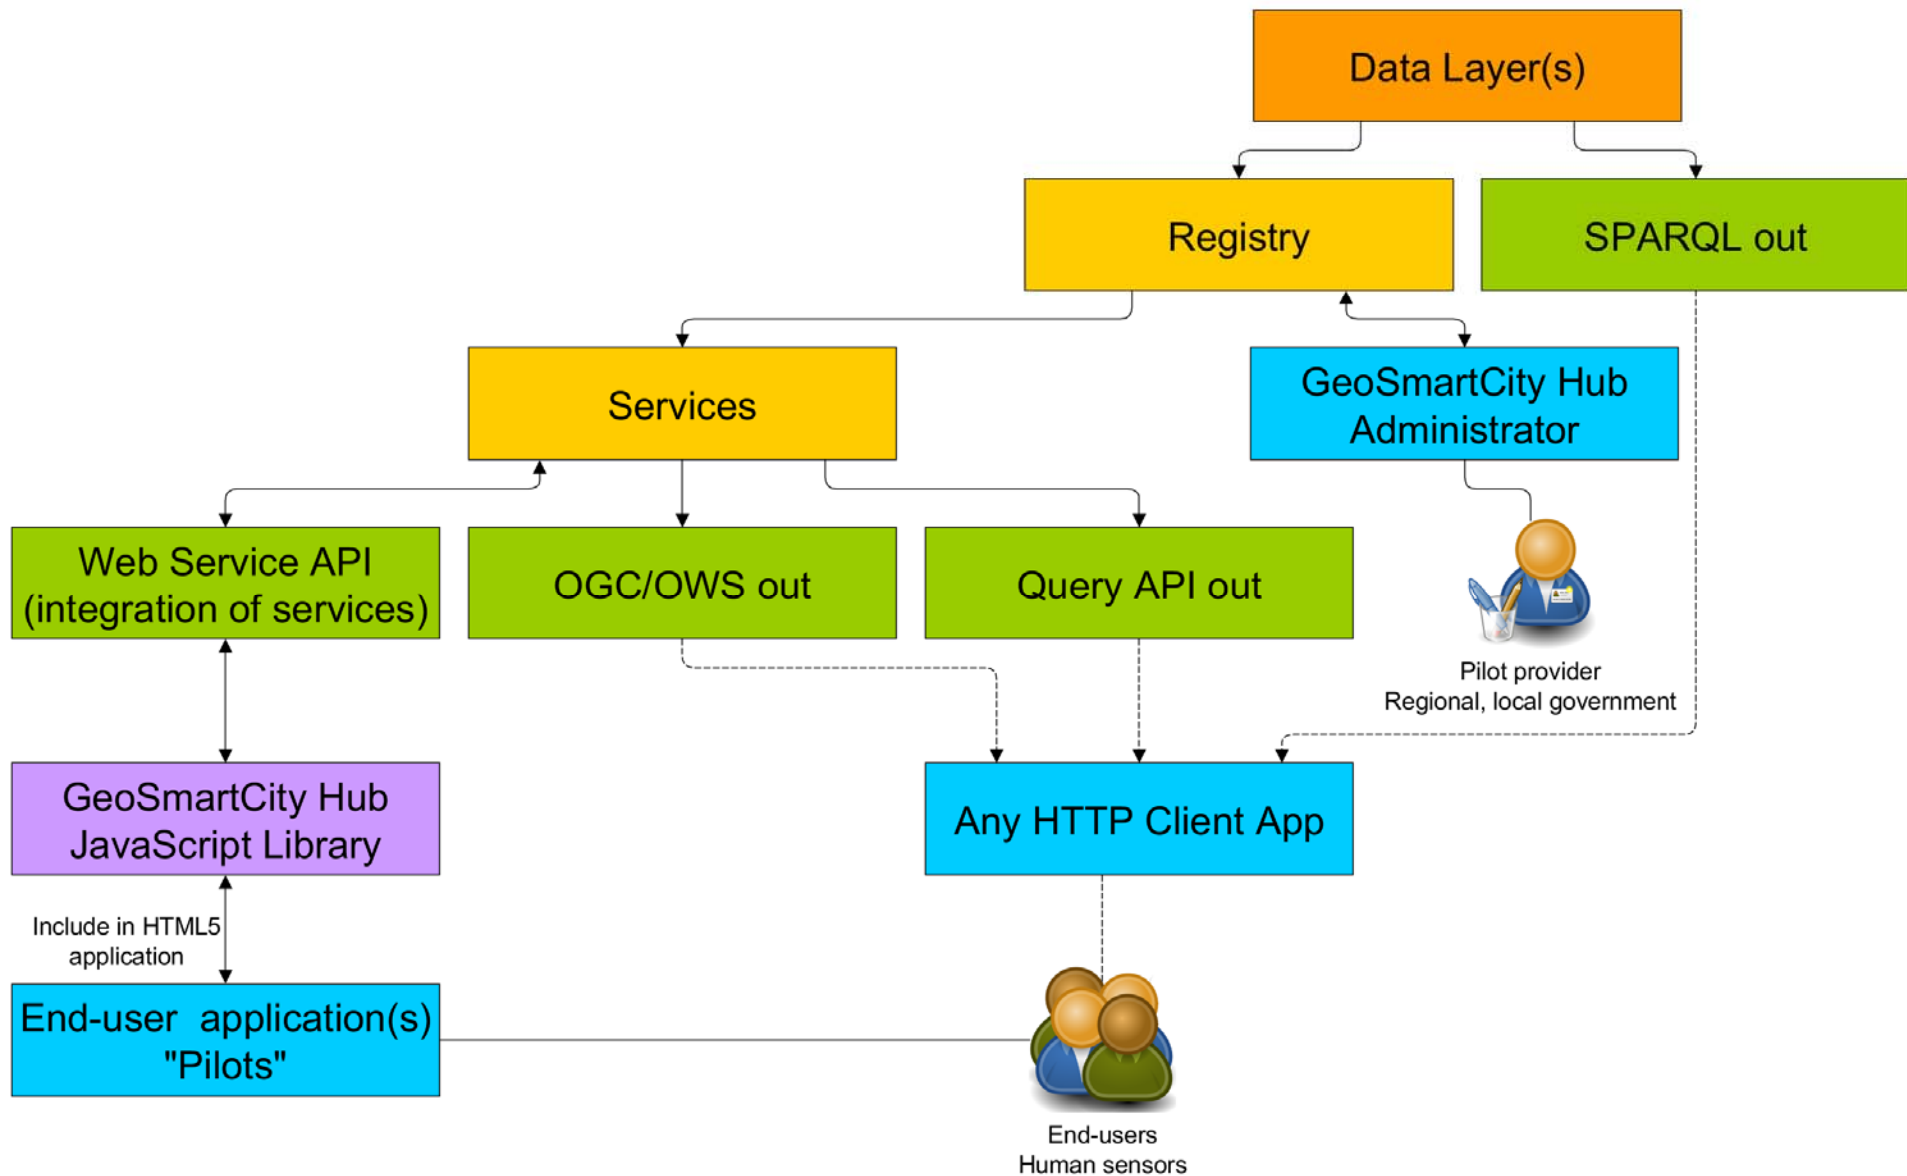 Data Layer(s)
Registry
SPARQL out
Services
GeoSmartCity Hub
Administrator
Web Service API
(integration of services)
OGC/OWS out
Query API out
Pilot provider
Regional, local government
GeoSmartCity Hub
JavaScript Library
Any HTTP Client App
Include in HTML5
application
End-user application(s)
"Pilots"
End-users
Human sensors